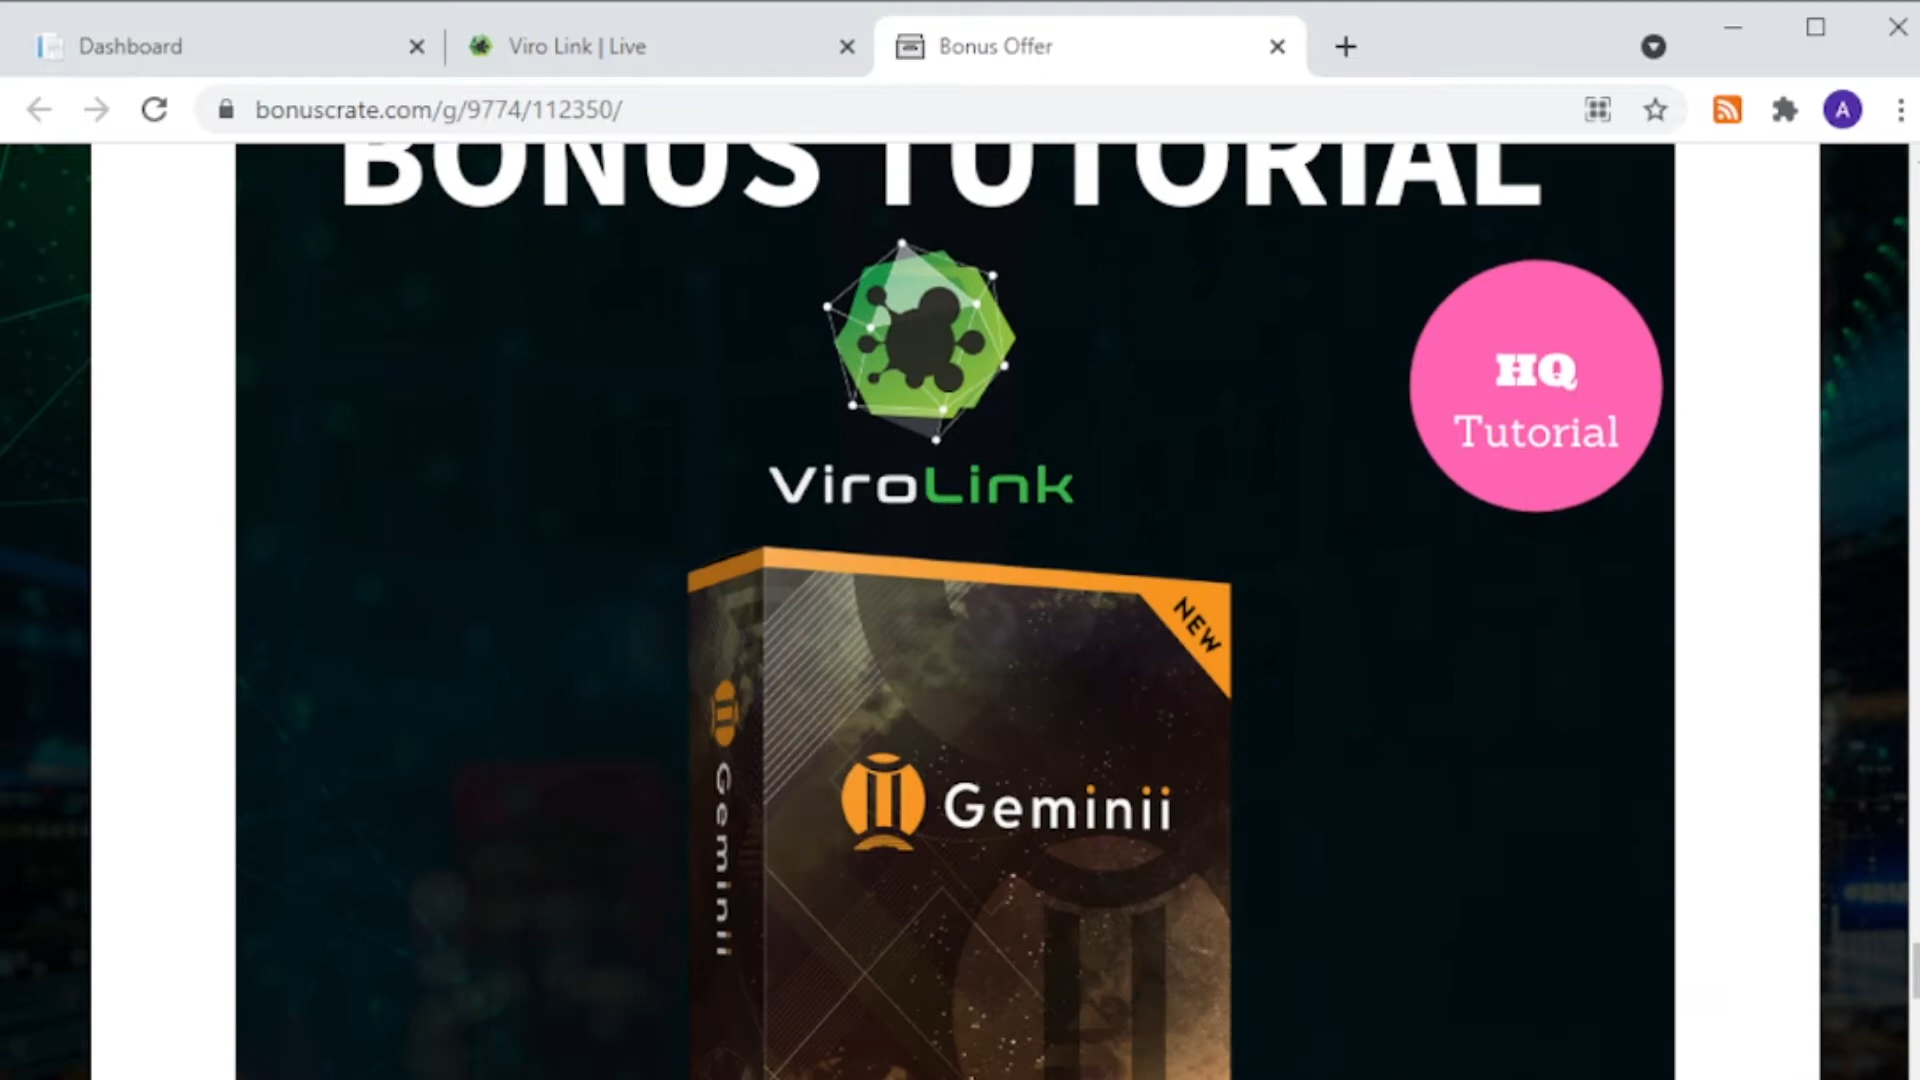 Dashboard
Viro Link | Live
Bonus Offer
bonuscrate.com/g/9774/112350/
A
BONUS TUTORIAL
HQ
Tutorial
ViroLink
NEW
Geminii
Geminii